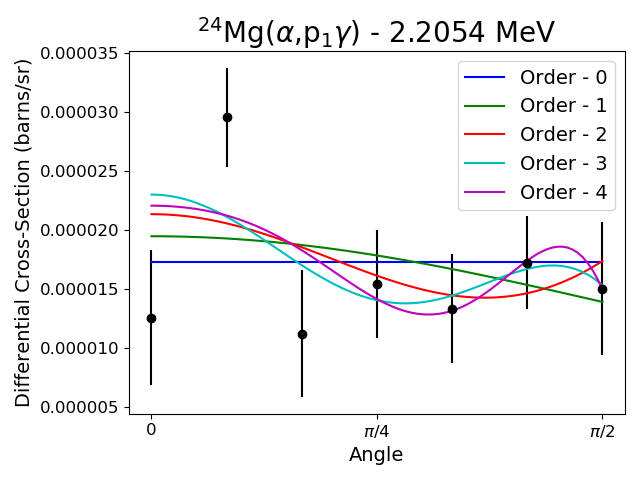 ²⁴Mg(α,p₁γ) - 2.2054 MeV
Differential Cross-Section (barns/sr)
0.000035
0.000030
0.000025
0.000020
0.000015
0.000010
0.000005
Order - 0
Order - 1
Order - 2
Order - 3
Order - 4
0
π/4
π/2
Angle